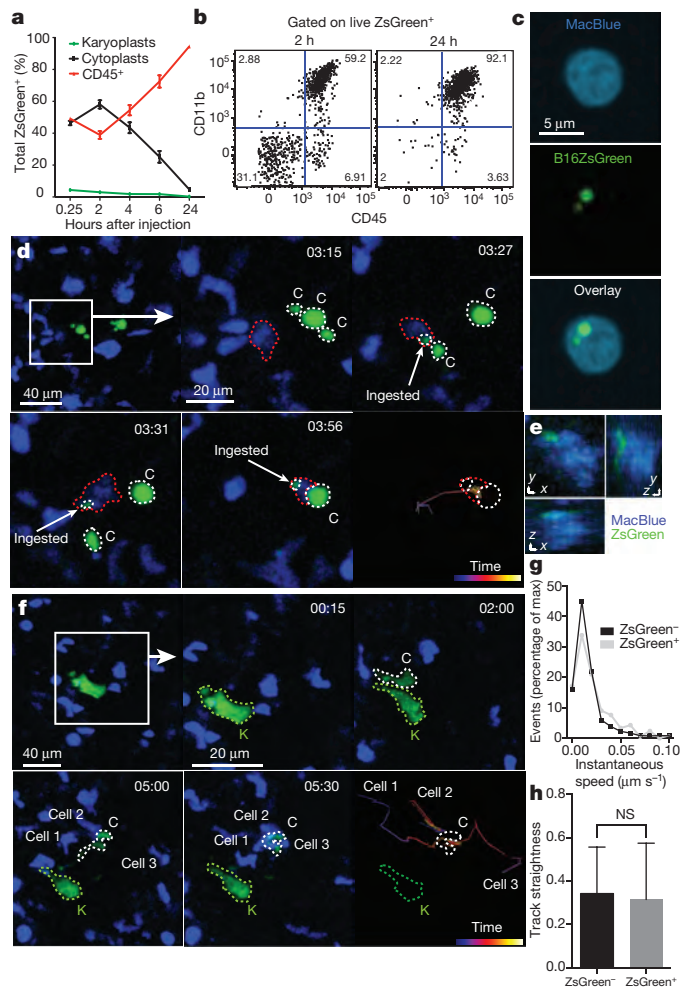 a
Total ZsGreen⁺ (%)
100
80
60
40
20
0
Karyoplasts
Cytoplasts
CD45⁺
0.25 2 4 6 24
Hours after injection
b
Gated on live ZsGreen⁺
2 h
24 h
CD11b
10⁵
10⁴
10³
0
2.88
59.2
31.1
6.91
2.22
92.1
2
3.63
0 10³ 10⁴ 10⁵
0 10³ 10⁴ 10⁵
CD45
c
MacBlue
5 μm
B16ZsGreen
Overlay
d
40 μm
03:15
C
C
C
20 μm
03:27
C
C
Ingested
03:31
C
C
Ingested
03:56
Ingested
C
Time
e
y
x
y
z
z
x
MacBlue
ZsGreen
f
40 μm
00:15
K
20 μm
02:00
C
K
05:00
Cell 2
C
Cell 1
Cell 3
K
05:30
Cell 2
C
Cell 1
Cell 3
K
Cell 1
Cell 2
C
Cell 3
Time
g
Events (percentage of max)
50
40
30
20
10
0
ZsGreen⁻
ZsGreen⁺
0.00 0.05 0.10
Instantaneous
speed (μm s⁻¹)
h
Track straightness
0.8
0.6
0.4
0.2
0.0
NS
ZsGreen⁻ ZsGreen⁺